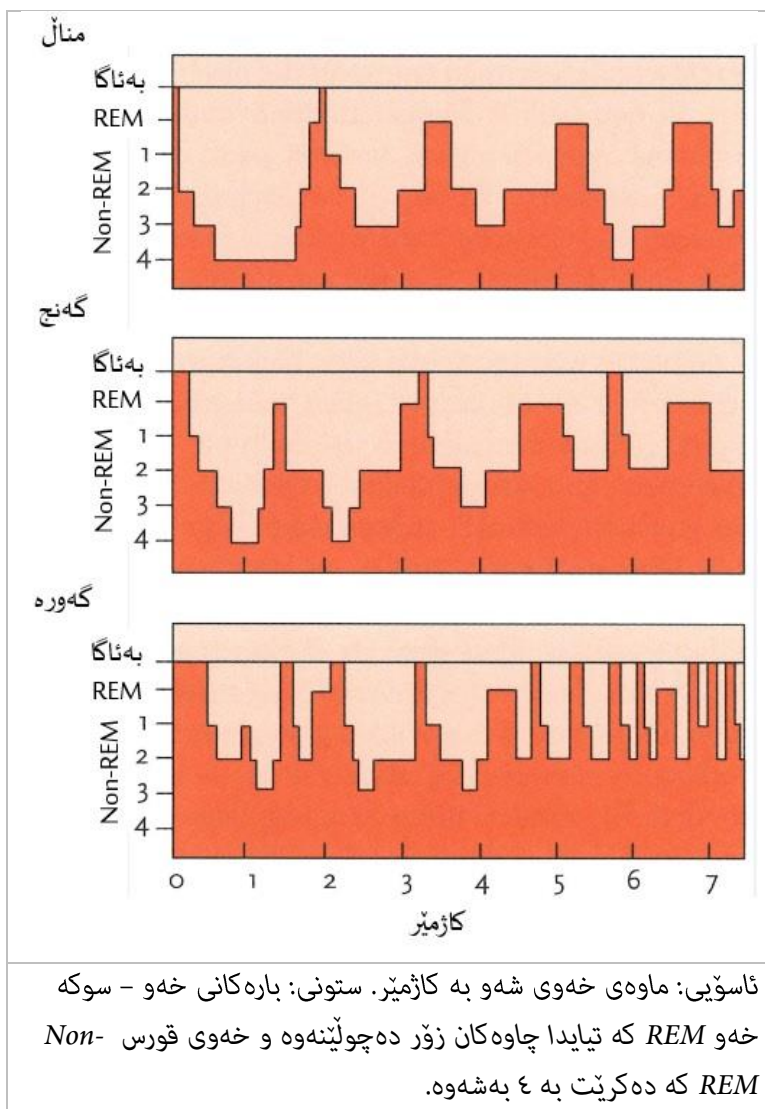 مناڵ
بەئاگا
REM
1
2
3
4
Non-REM
گەنج
بەئاگا
REM
1
2
3
4
Non-REM
گەورە
بەئاگا
REM
1
2
3
4
Non-REM
0 1 2 3 4 5 6 7
کاژمێر
ئاسۆیی: ماوەی خەوی شەو بە کاژمێر. ستونی: بارەکانی خەو – سوکە
خەو REM کە تیایدا چاوەکان زۆر دەچوڵێنەوە و خەوی قورس Non-
REM کە دەکرێت بە ٤ بەشەوە.